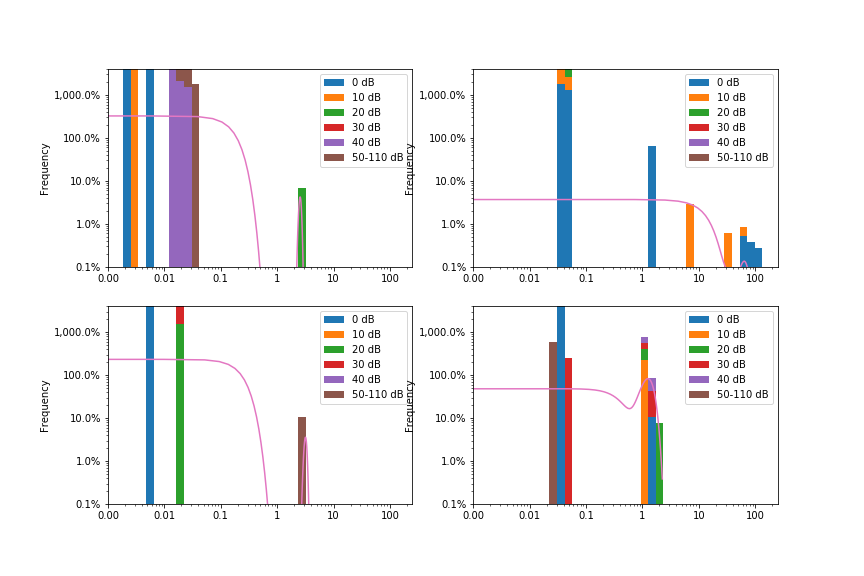 1,000.0%
100.0%
10.0%
1.0%
0.1%
Frequency
0.00
0.01
0.1
1
10
100
0 dB
10 dB
20 dB
30 dB
40 dB
50-110 dB
1,000.0%
100.0%
10.0%
1.0%
0.1%
Frequency
0.00
0.01
0.1
1
10
100
0 dB
10 dB
20 dB
30 dB
40 dB
50-110 dB
1,000.0%
100.0%
10.0%
1.0%
0.1%
Frequency
0.00
0.01
0.1
1
10
100
0 dB
10 dB
20 dB
30 dB
40 dB
50-110 dB
1,000.0%
100.0%
10.0%
1.0%
0.1%
Frequency
0.00
0.01
0.1
1
10
100
0 dB
10 dB
20 dB
30 dB
40 dB
50-110 dB